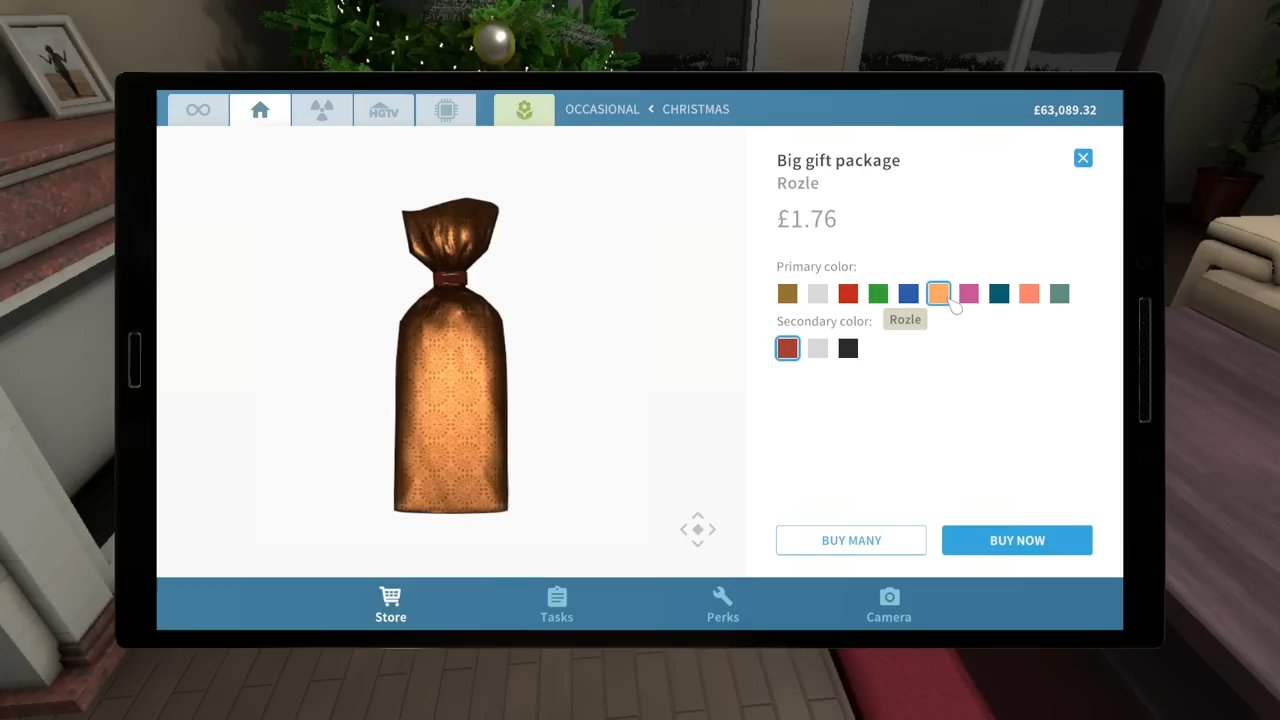 HGTV
OCCASIONAL < CHRISTMAS
£63,089.32
Big gift package
Rozle
£1.76
Primary color:
Secondary color:
Rozle
BUY MANY
BUY NOW
Store
Tasks
Perks
Camera